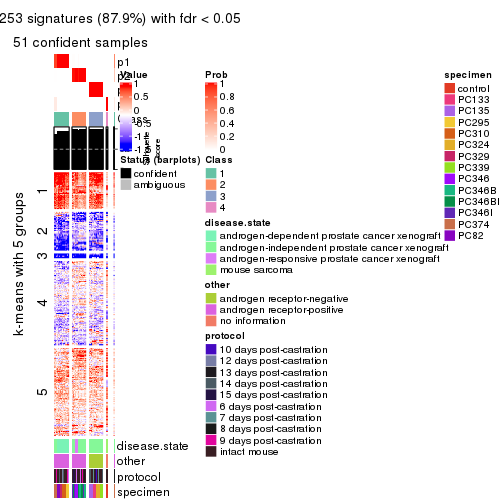 253 signatures (87.9%) with fdr < 0.05
51 confident samples
p1
p2
Value
1
0.5
0
-0.5
-1
Status (barplots)
confident
ambiguous
Prob
1
0.8
0.6
0.4
0.2
0
Class
1
2
3
4
disease.state
androgen-dependent prostate cancer xenograft
androgen-independent prostate cancer xenograft
androgen-responsive prostate cancer xenograft
mouse sarcoma
other
androgen receptor-negative
androgen receptor-positive
no information
protocol
10 days post-castration
12 days post-castration
13 days post-castration
14 days post-castration
15 days post-castration
6 days post-castration
7 days post-castration
8 days post-castration
9 days post-castration
intact mouse
specimen
control
PC133
PC135
PC295
PC310
PC324
PC329
PC339
PC346
PC346B
PC346BI
PC346I
PC374
PC82
k-means with 5 groups
1
2
3
4
5
disease.state
other
protocol
specimen